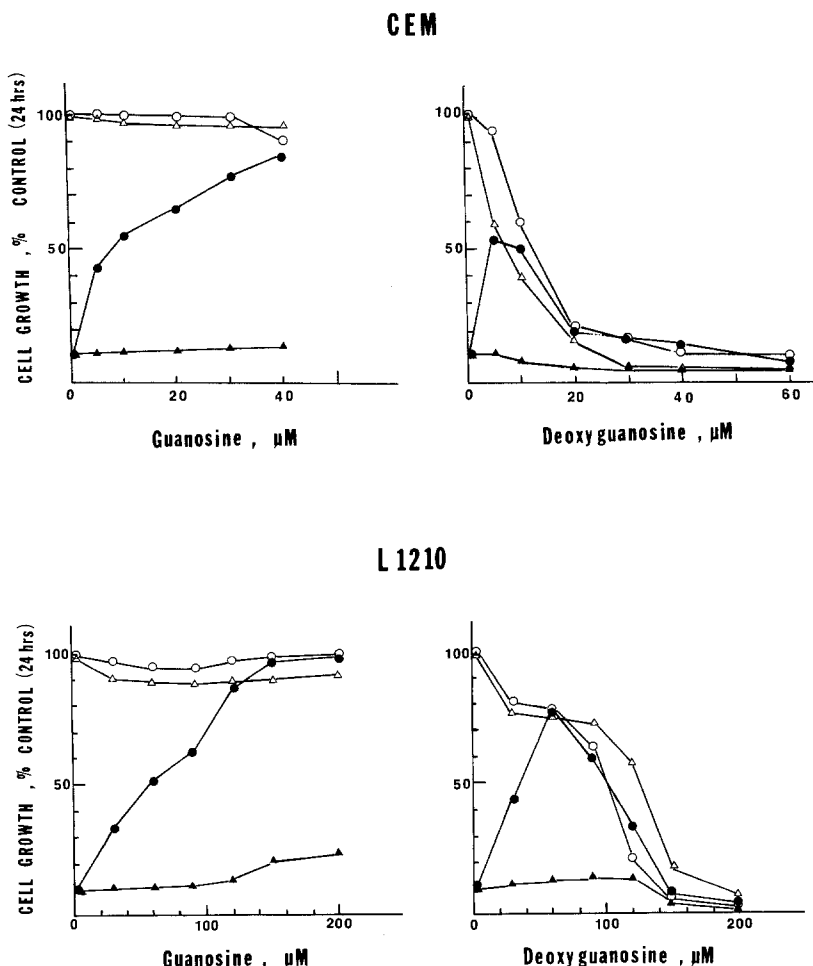 CEM
CELL GROWTH , % CONTROL (24 hrs)
100
50
0
20
40
Guanosine , μM
100
50
0
20
40
60
Deoxyguanosine , μM
L 1210
CELL GROWTH , % CONTROL (24 hrs)
100
50
0
100
200
Guanosine , μM
100
50
0
100
200
Deoxyguanosine , μM